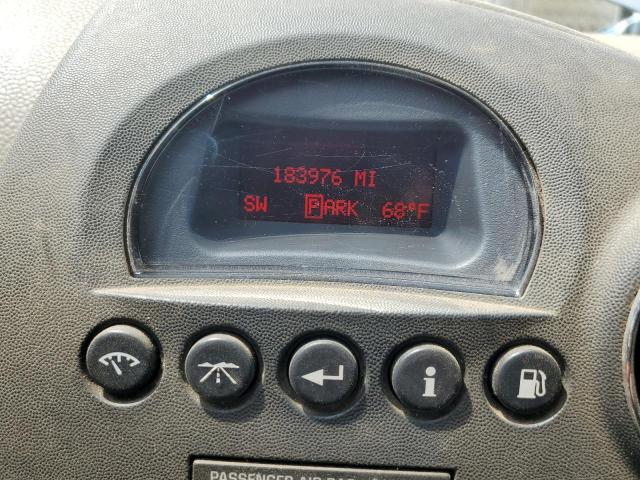 183976 MI
SW PARK 68°F
PASSENGER AIR BAG